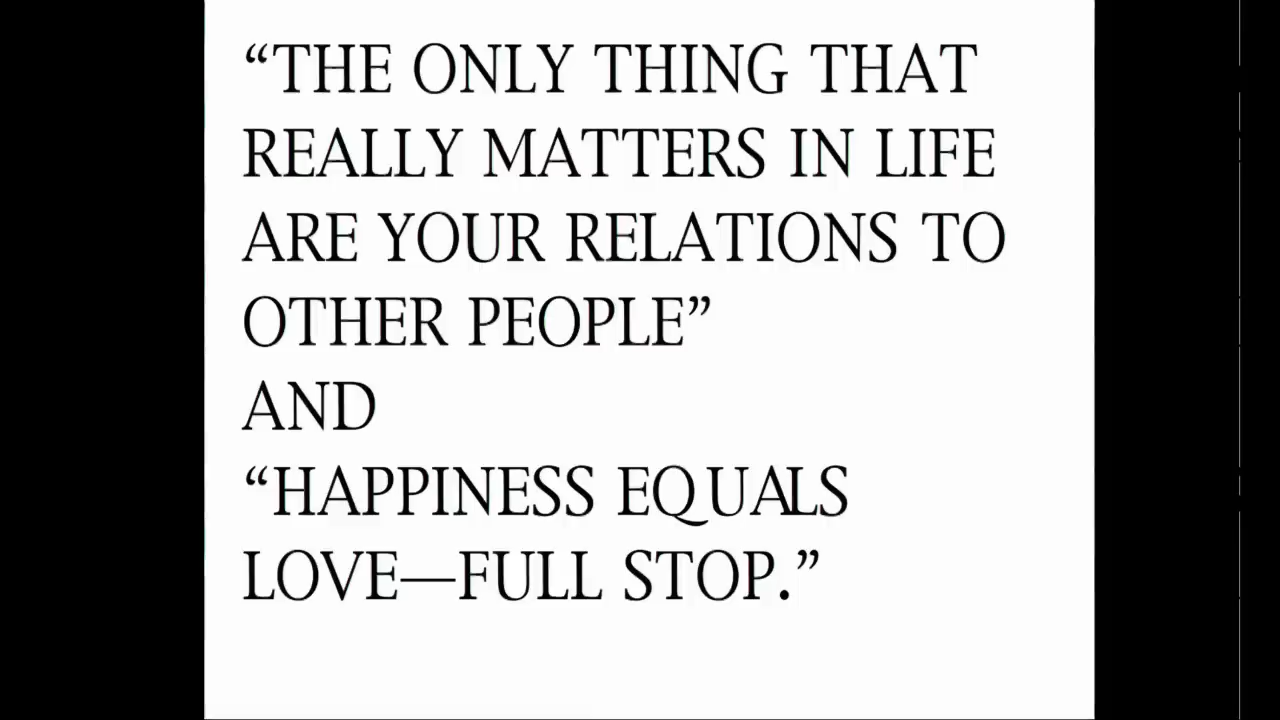 “THE ONLY THING THAT
REALLY MATTERS IN LIFE
ARE YOUR RELATIONS TO
OTHER PEOPLE”
AND
“HAPPINESS EQUALS
LOVE—FULL STOP.”